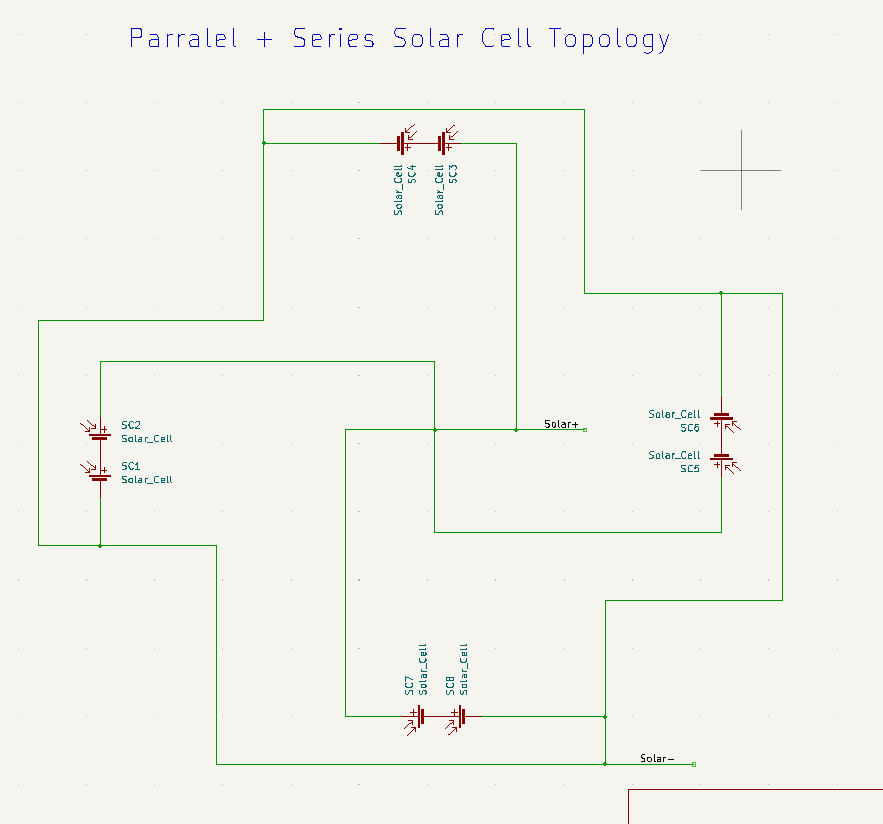 Parralel + Series Solar Cell Topology
Solar_Cell
SC4
Solar_Cell
SC3
SC2
Solar_Cell
SC1
Solar_Cell
Solar+
Solar_Cell
SC6
Solar_Cell
SC5
SC7
Solar_Cell
SC8
Solar_Cell
Solar-